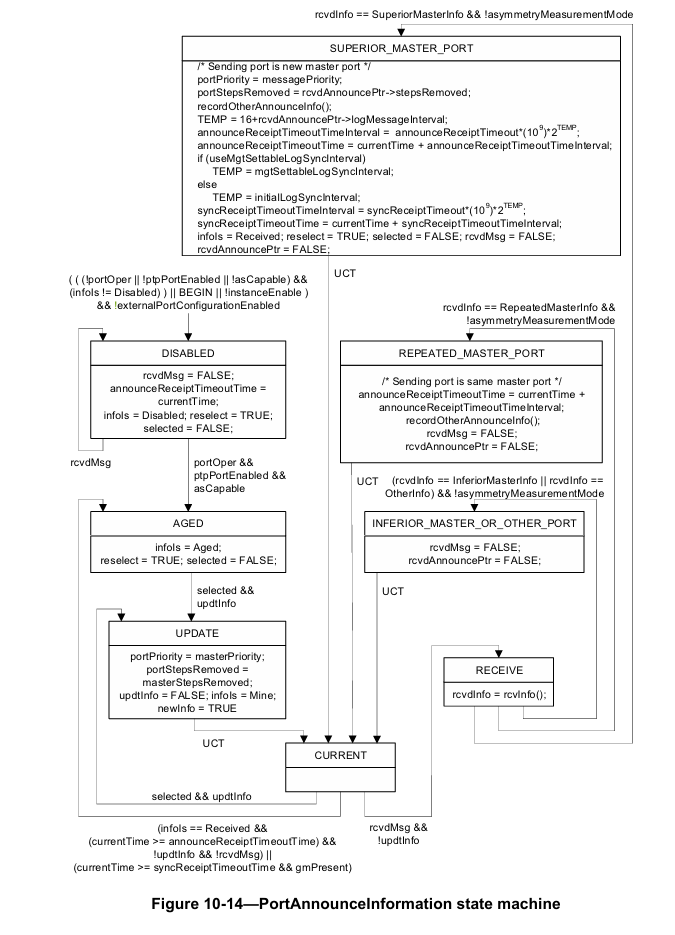 rcvdInfo == SuperiorMasterInfo && !asymmetryMeasurementMode
SUPERIOR_MASTER_PORT
/* Sending port is new master port */
portPriority = messagePriority;
portStepsRemoved = rcvdAnnouncePtr->stepsRemoved;
recordOtherAnnounceInfo();
TEMP = 16+rcvdAnnouncePtr->logMessageInterval;
announceReceiptTimeoutTimeInterval = announceReceiptTimeout*(10^9)*2^TEMP;
announceReceiptTimeoutTime = currentTime + announceReceiptTimeoutTimeInterval;
if (useMgtSettableLogSyncInterval)
TEMP = mgtSettableLogSyncInterval;
else
TEMP = initialLogSyncInterval;
syncReceiptTimeoutTimeInterval = syncReceiptTimeout*(10^9)*2^TEMP;
syncReceiptTimeoutTime = currentTime + syncReceiptTimeoutTimeInterval;
infoIs = Received; reselect = TRUE; selected = FALSE; rcvdMsg = FALSE;
rcvdAnnouncePtr = FALSE;
UCT
( ( (!portOper || !ptpPortEnabled || !asCapable) &&
(infoIs != Disabled) ) || BEGIN || !instanceEnable )
&& !externalPortConfigurationEnabled
DISABLED
rcvdMsg = FALSE;
announceReceiptTimeoutTime =
currentTime;
infoIs = Disabled; reselect = TRUE;
selected = FALSE;
rcvdMsg
portOper &&
ptpPortEnabled &&
asCapable
rcvdInfo == RepeatedMasterInfo &&
!asymmetryMeasurementMode
REPEATED_MASTER_PORT
/* Sending port is same master port */
announceReceiptTimeoutTime = currentTime +
announceReceiptTimeoutTimeInterval;
recordOtherAnnounceInfo();
rcvdMsg = FALSE;
rcvdAnnouncePtr = FALSE;
UCT
(rcvdInfo == InferiorMasterInfo || rcvdInfo ==
OtherInfo) && !asymmetryMeasurementMode
AGED
infoIs = Aged;
reselect = TRUE; selected = FALSE;
INFERIOR_MASTER_OR_OTHER_PORT
rcvdMsg = FALSE;
rcvdAnnouncePtr = FALSE;
selected &&
updtInfo
UCT
UPDATE
portPriority = masterPriority;
portStepsRemoved =
masterStepsRemoved;
updtInfo = FALSE; infoIs = Mine;
newInfo = TRUE
RECEIVE
rcvdInfo = rcvInfo();
UCT
CURRENT
selected && updtInfo
(infoIs == Received &&
(currentTime >= announceReceiptTimeoutTime) &&
!updtInfo && !rcvdMsg) ||
(currentTime >= syncReceiptTimeoutTime && gmPresent)
rcvdMsg &&
!updtInfo
Figure 10-14—PortAnnounceInformation state machine